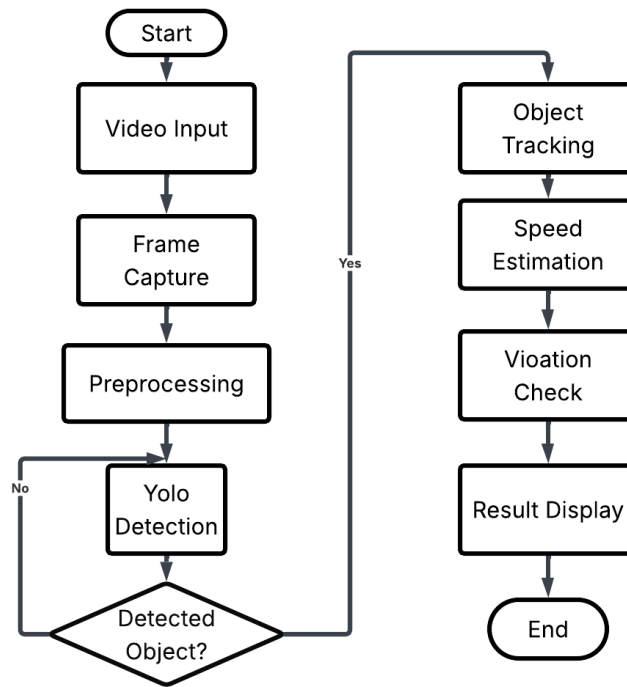 Start
Video Input
Frame
Capture
Preprocessing
Yolo
Detection
Detected
Object?
No
Yes
Object
Tracking
Speed
Estimation
Vioation
Check
Result Display
End